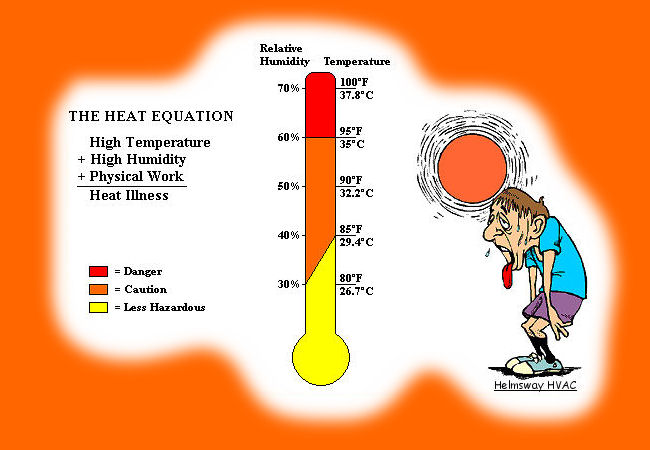 Relative
Humidity Temperature
70% 100°F
37.8°C
60% 95°F
35°C
50% 90°F
32.2°C
40% 85°F
29.4°C
30% 80°F
26.7°C
THE HEAT EQUATION
High Temperature
+ High Humidity
+ Physical Work
Heat Illness
= Danger
= Caution
= Less Hazardous
Helmsway HVAC